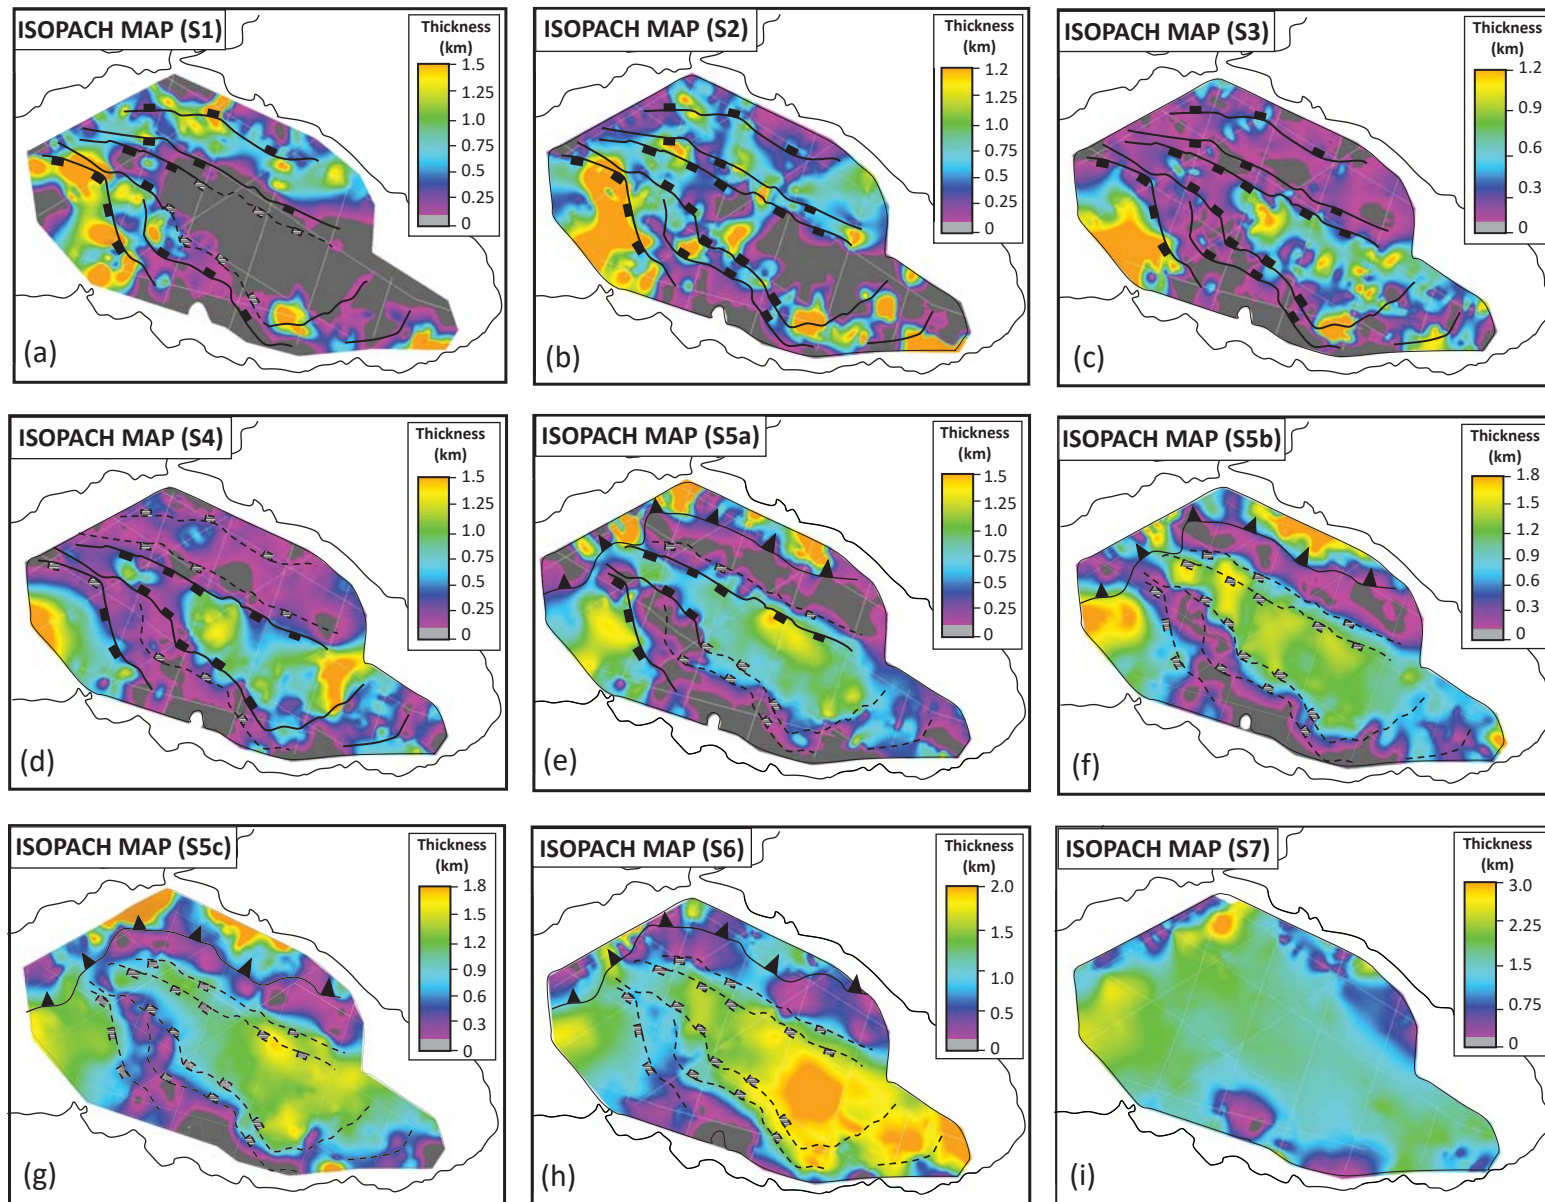 ISOPACH MAP (S1)
Thickness
(km)
1.5
1.25
1.0
0.75
0.5
0.25
0
(a)
ISOPACH MAP (S2)
Thickness
(km)
1.2
1.25
1.0
0.75
0.5
0.25
0
(b)
ISOPACH MAP (S3)
Thickness
(km)
1.2
0.9
0.6
0.3
0
(c)
ISOPACH MAP (S4)
Thickness
(km)
1.5
1.25
1.0
0.75
0.5
0.25
0
(d)
ISOPACH MAP (S5a)
Thickness
(km)
1.5
1.25
1.0
0.75
0.5
0.25
0
(e)
ISOPACH MAP (S5b)
Thickness
(km)
1.8
1.5
1.2
0.9
0.6
0.3
0
(f)
ISOPACH MAP (S5c)
Thickness
(km)
1.8
1.5
1.2
0.9
0.6
0.3
0
(g)
ISOPACH MAP (S6)
Thickness
(km)
2.0
1.5
1.0
0.5
0
(h)
ISOPACH MAP (S7)
Thickness
(km)
3.0
2.25
1.5
0.75
0
(i)